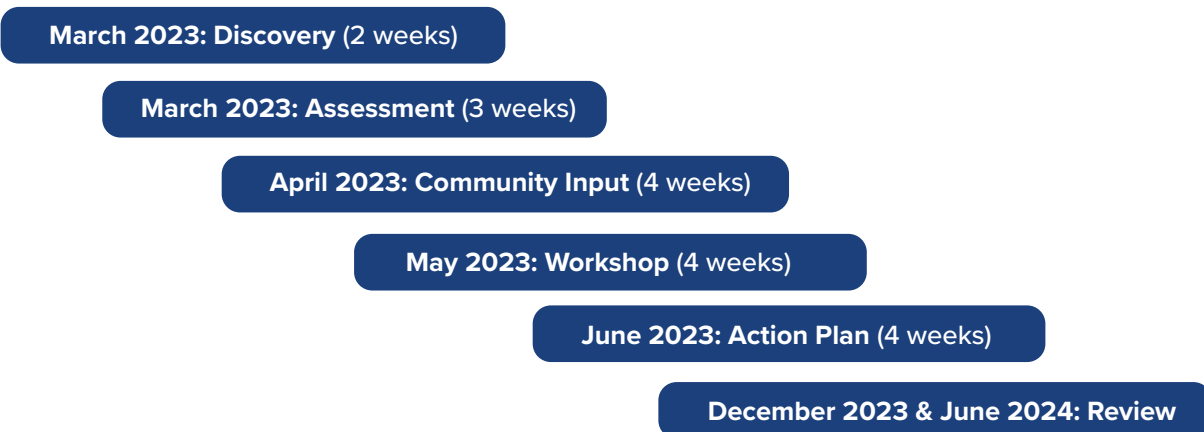 March 2023: Discovery (2 weeks)
March 2023: Assessment (3 weeks)
April 2023: Community Input (4 weeks)
May 2023: Workshop (4 weeks)
June 2023: Action Plan (4 weeks)
December 2023 & June 2024: Review